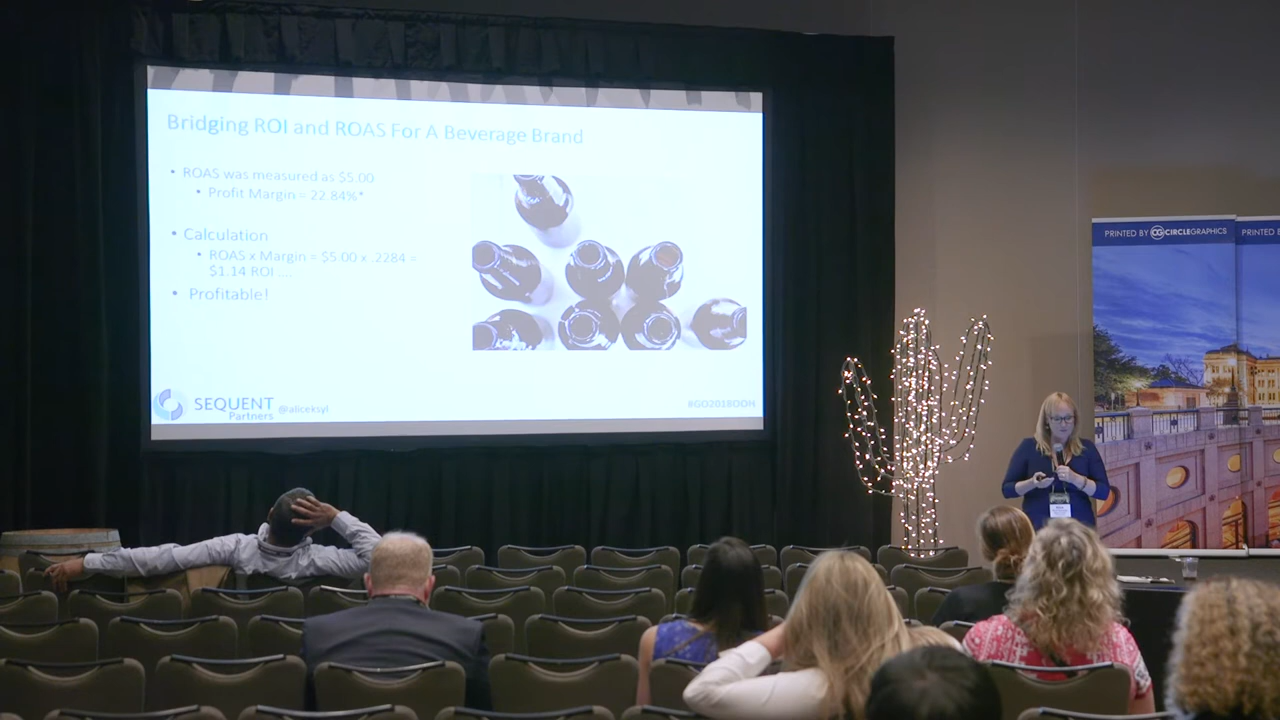 Bridging ROI and ROAS For A Beverage Brand
• ROAS was measured as $5.00
• Profit Margin = 22.84%*
• Calculation
• ROAS x Margin = $5.00 x .2284 =
$1.14 ROI ....
• Profitable!
SEQUENT
Partners
@aliceksyl
#GO2018OOH
PRINTED BY CG CIRCLEGRAPHICS
PRINTED